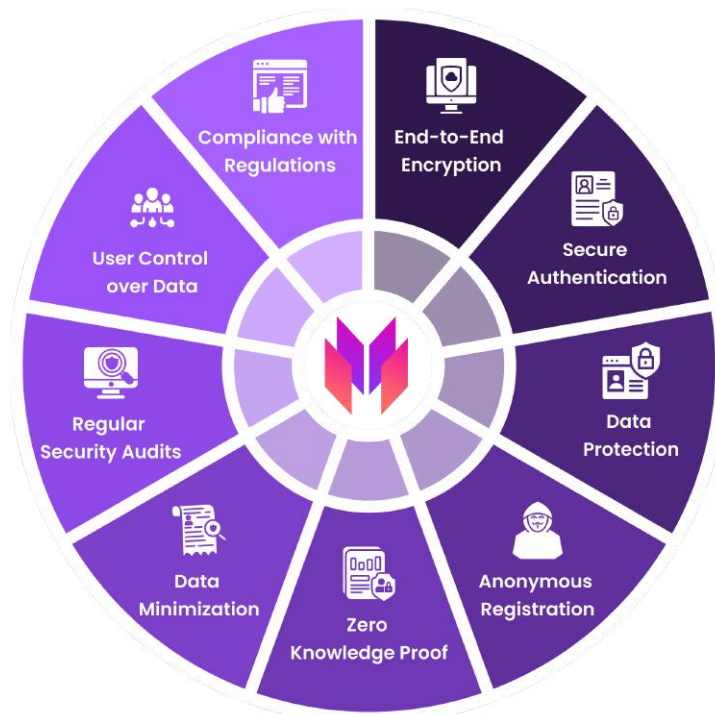 End-to-End
Encryption
Secure
Authentication
Data
Protection
Anonymous
Registration
Zero
Knowledge Proof
Data
Minimization
Regular
Security Audits
User Control
over Data
Compliance with
Regulations